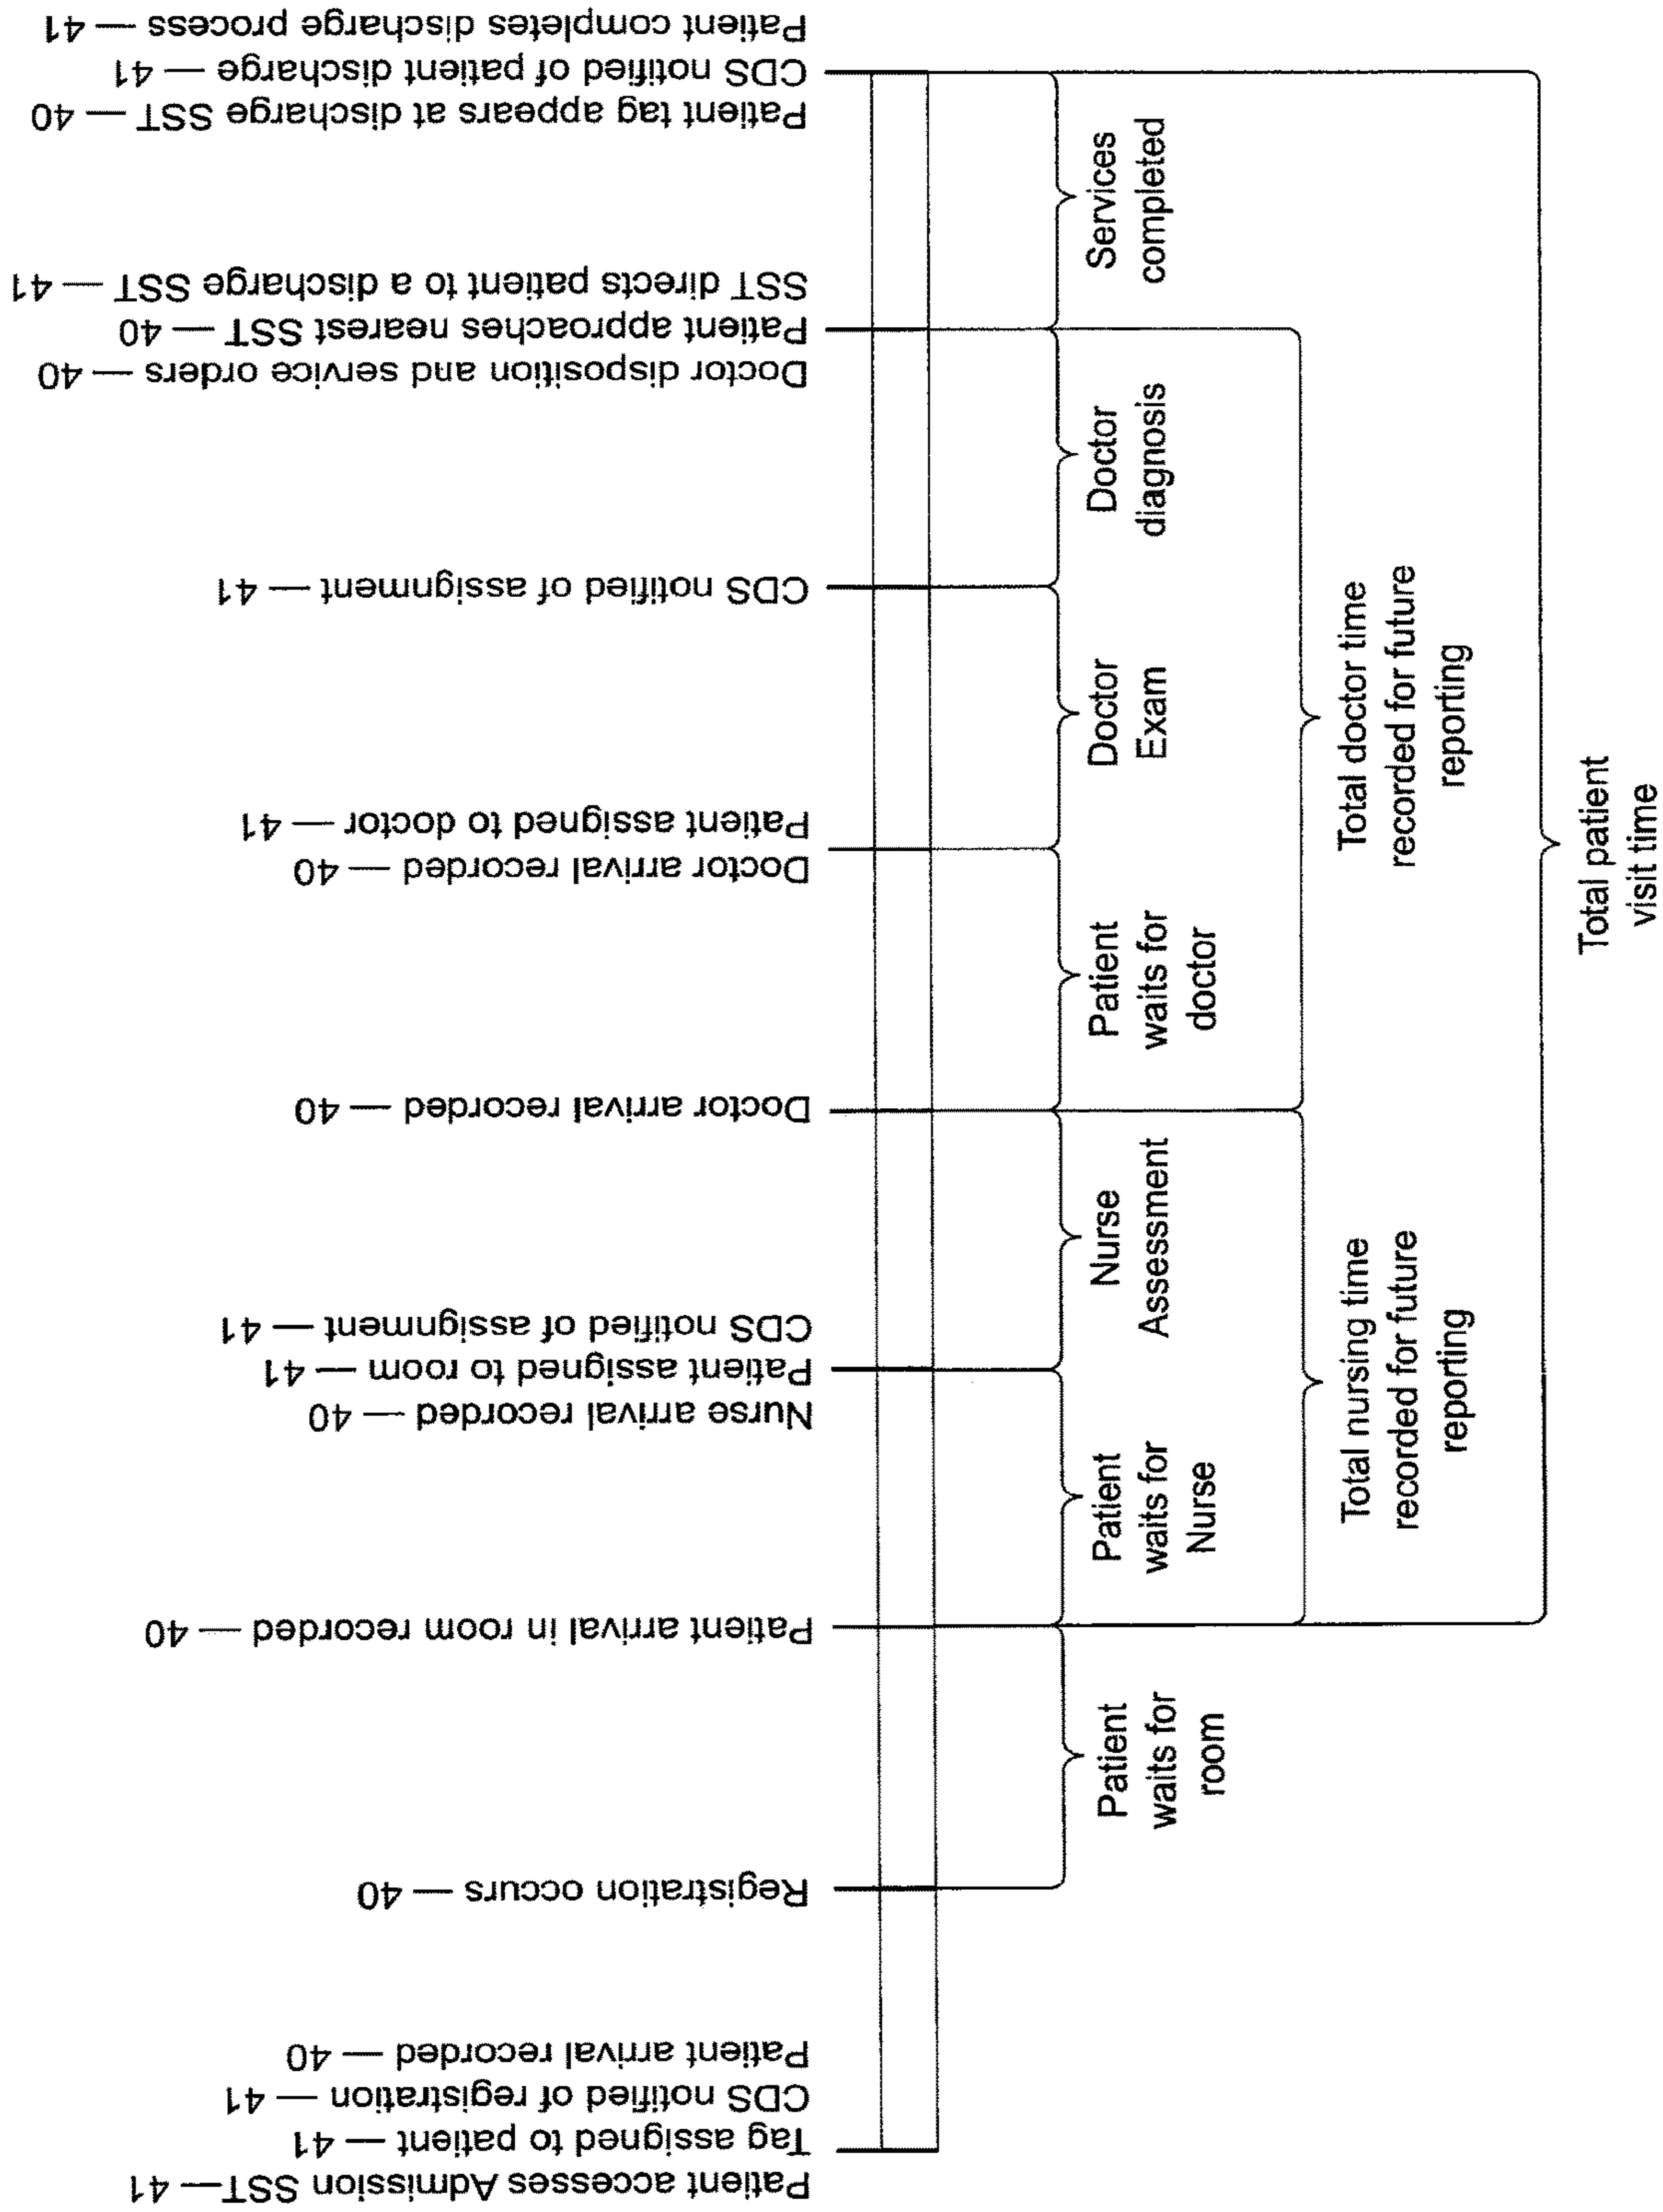 Patient accesses Admission SST—41
Tag assigned to patient — 41
CDS notified of registration — 41
Patient arrival recorded — 40
Registration occurs — 40
Patient arrival in room recorded — 40
Nurse arrival recorded — 40
Patient assigned to room — 41
CDS notified of assignment — 41
Doctor arrival recorded — 40
Doctor arrival recorded — 40
Patient assigned to doctor — 41
CDS notified of assignment — 41
Doctor disposition and service orders — 40
Patient approaches nearest SST — 40
SST directs patient to a discharge SST — 41
Patient tag appears at discharge SST — 40
CDS notified of patient discharge — 41
Patient completes discharge process — 41
Patient
waits for
room
Patient
waits for
Nurse
Nurse
Assessment
Patient
waits for
doctor
Doctor
Exam
Doctor
diagnosis
Services
completed
Total nursing time
recorded for future
reporting
Total doctor time
recorded for future
reporting
Total patient
visit time